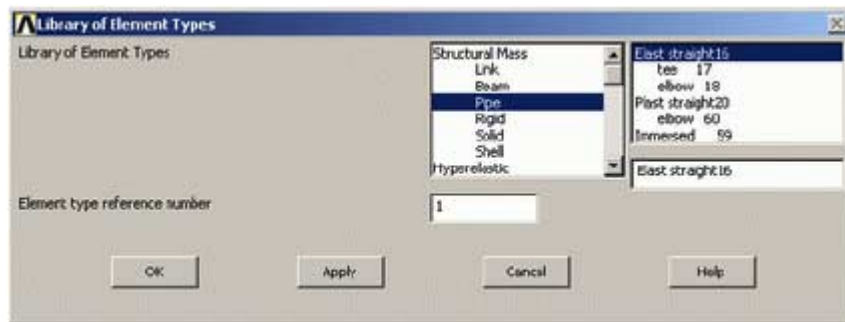 Library of Element Types
Library of Element Types
Structural Mass
Link
Beam
Pipe
Rigid
Solid
Shell
Hyperelastic
Elast straight16
tee 17
elbow 18
Plast straight20
elbow 60
Immersed 59
Elast straight16
Element type reference number
1
OK
Apply
Cancel
Help